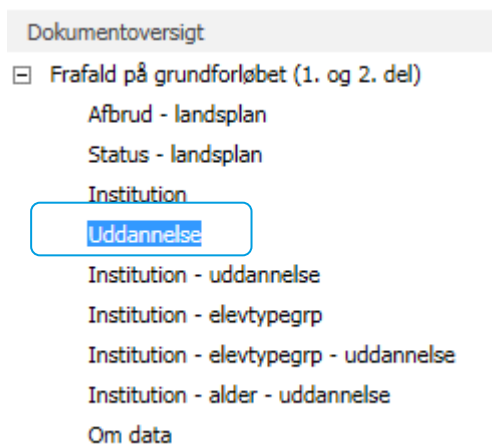 Dokumentoversigt
Frafald på grundforløbet (1. og 2. del)
Afbrud - landsplan
Status - landsplan
Institution
Uddannelse
Institution - uddannelse
Institution - elevtypegrp
Institution - elevtypegrp - uddannelse
Institution - alder - uddannelse
Om data